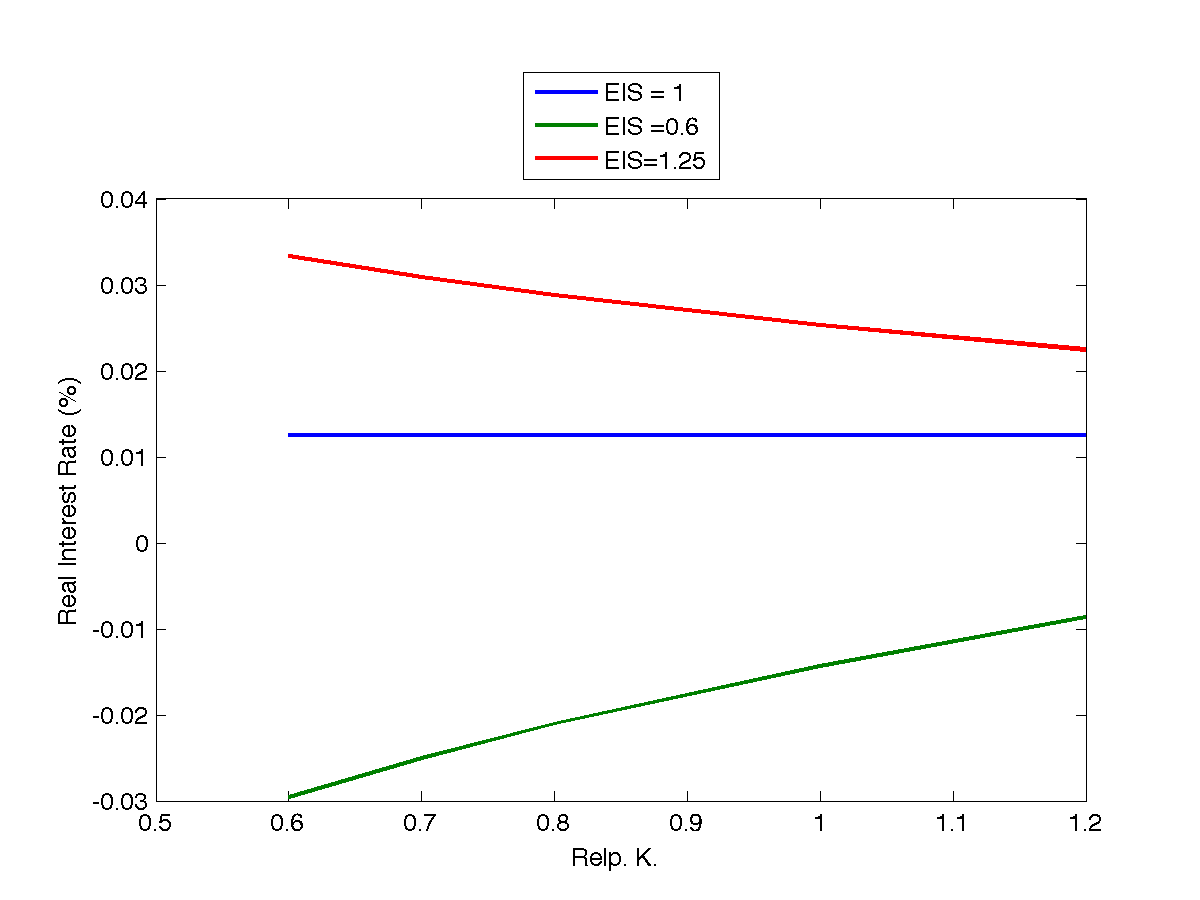 EIS = 1
EIS =0.6
EIS=1.25
0.04
0.03
0.02
0.01
0
-0.01
-0.02
-0.03
Real Interest Rate (%)
0.5 0.6 0.7 0.8 0.9 1 1.1 1.2
Relp. K.